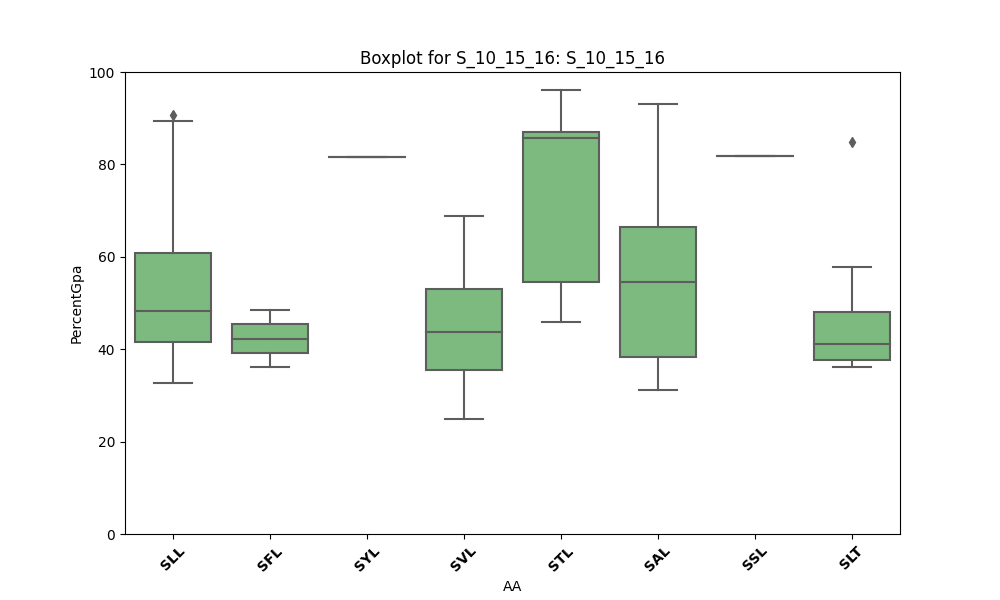 Boxplot for S_10_15_16: S_10_15_16
100
80
60
40
20
0
PercentGpa
SLL SFL SYL SVL STL SAL SSL SLT
AA